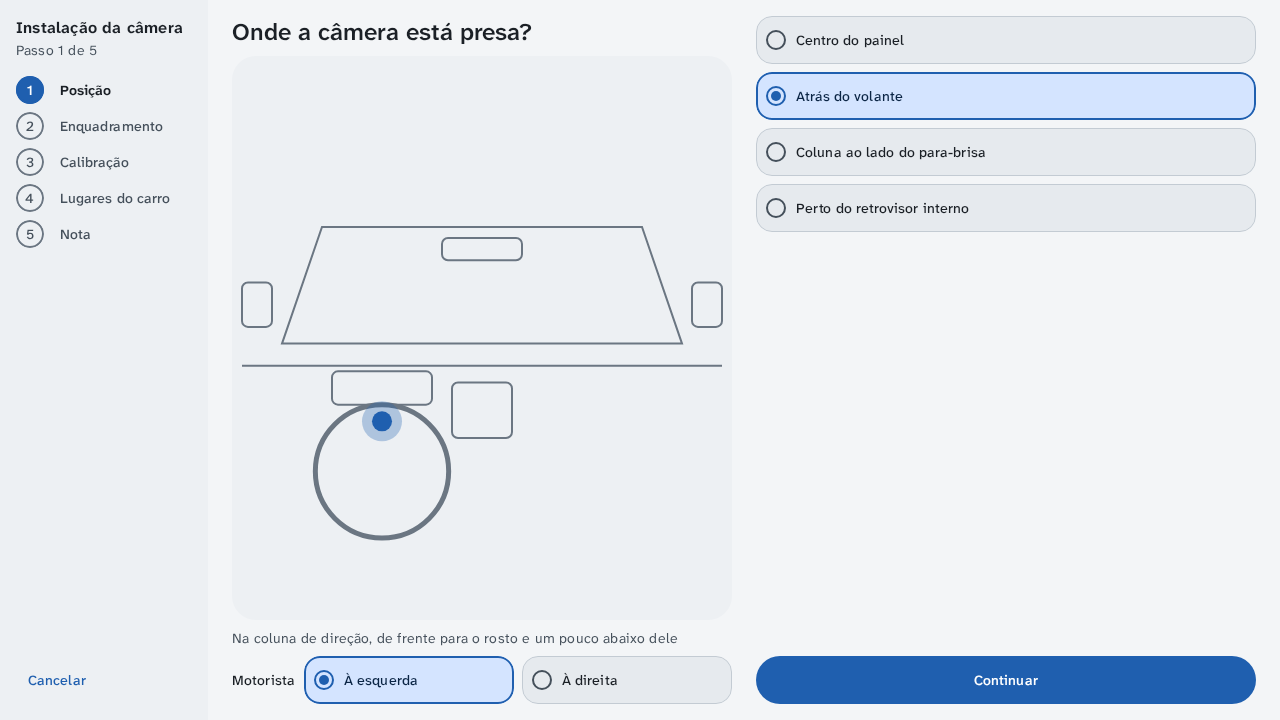 Instalação da câmera
Passo 1 de 5
1 Posição
2 Enquadramento
3 Calibração
4 Lugares do carro
5 Nota
Cancelar
Onde a câmera está presa?
Na coluna de direção, de frente para o rosto e um pouco abaixo dele
Motorista À esquerda À direita
Centro do painel
Atrás do volante
Coluna ao lado do para-brisa
Perto do retrovisor interno
Continuar